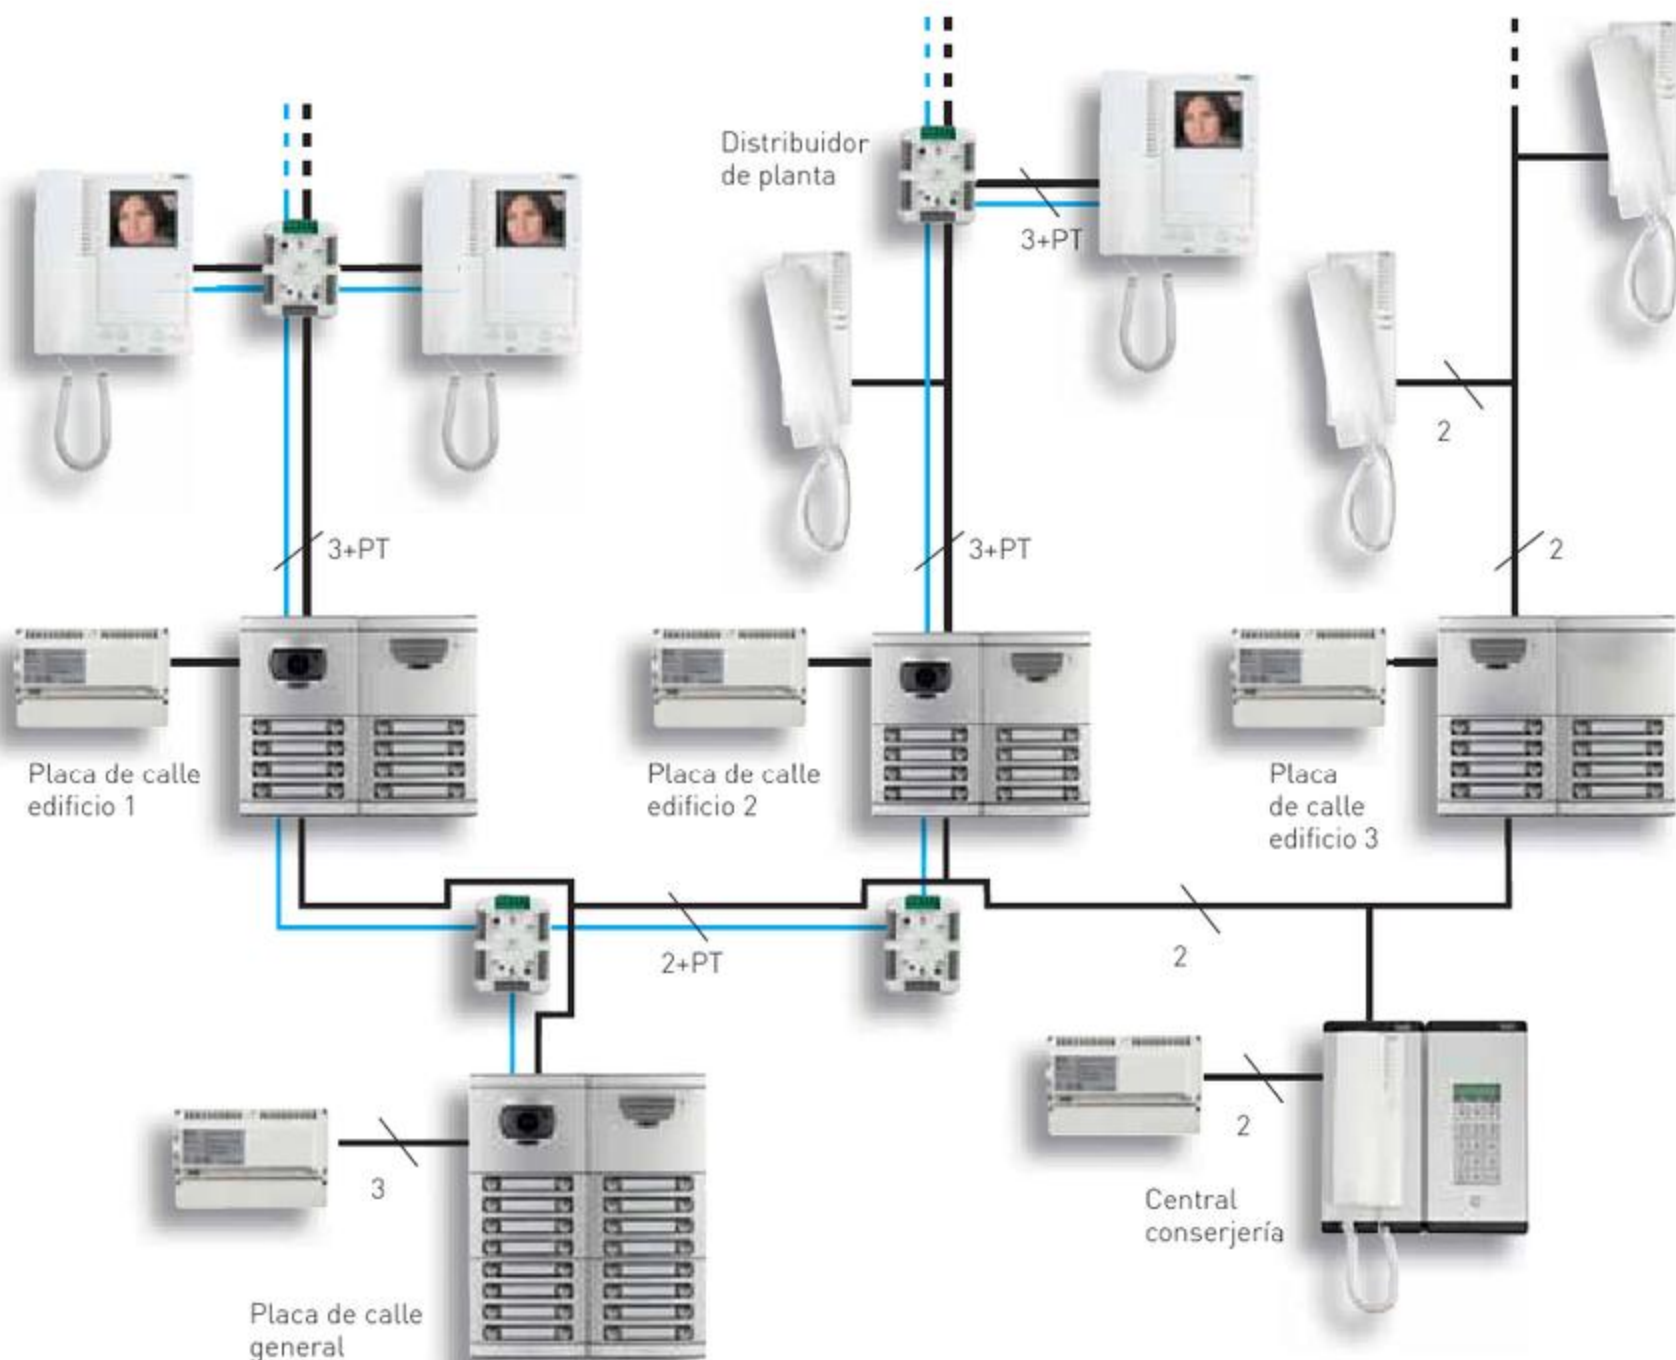 Distribuidor
de planta
3+PT
2
3+PT
3+PT
2
Placa de calle
edificio 1
Placa de calle
edificio 2
Placa
de calle
edificio 3
2+PT
2
3
2
Central
conserjería
Placa de calle
general